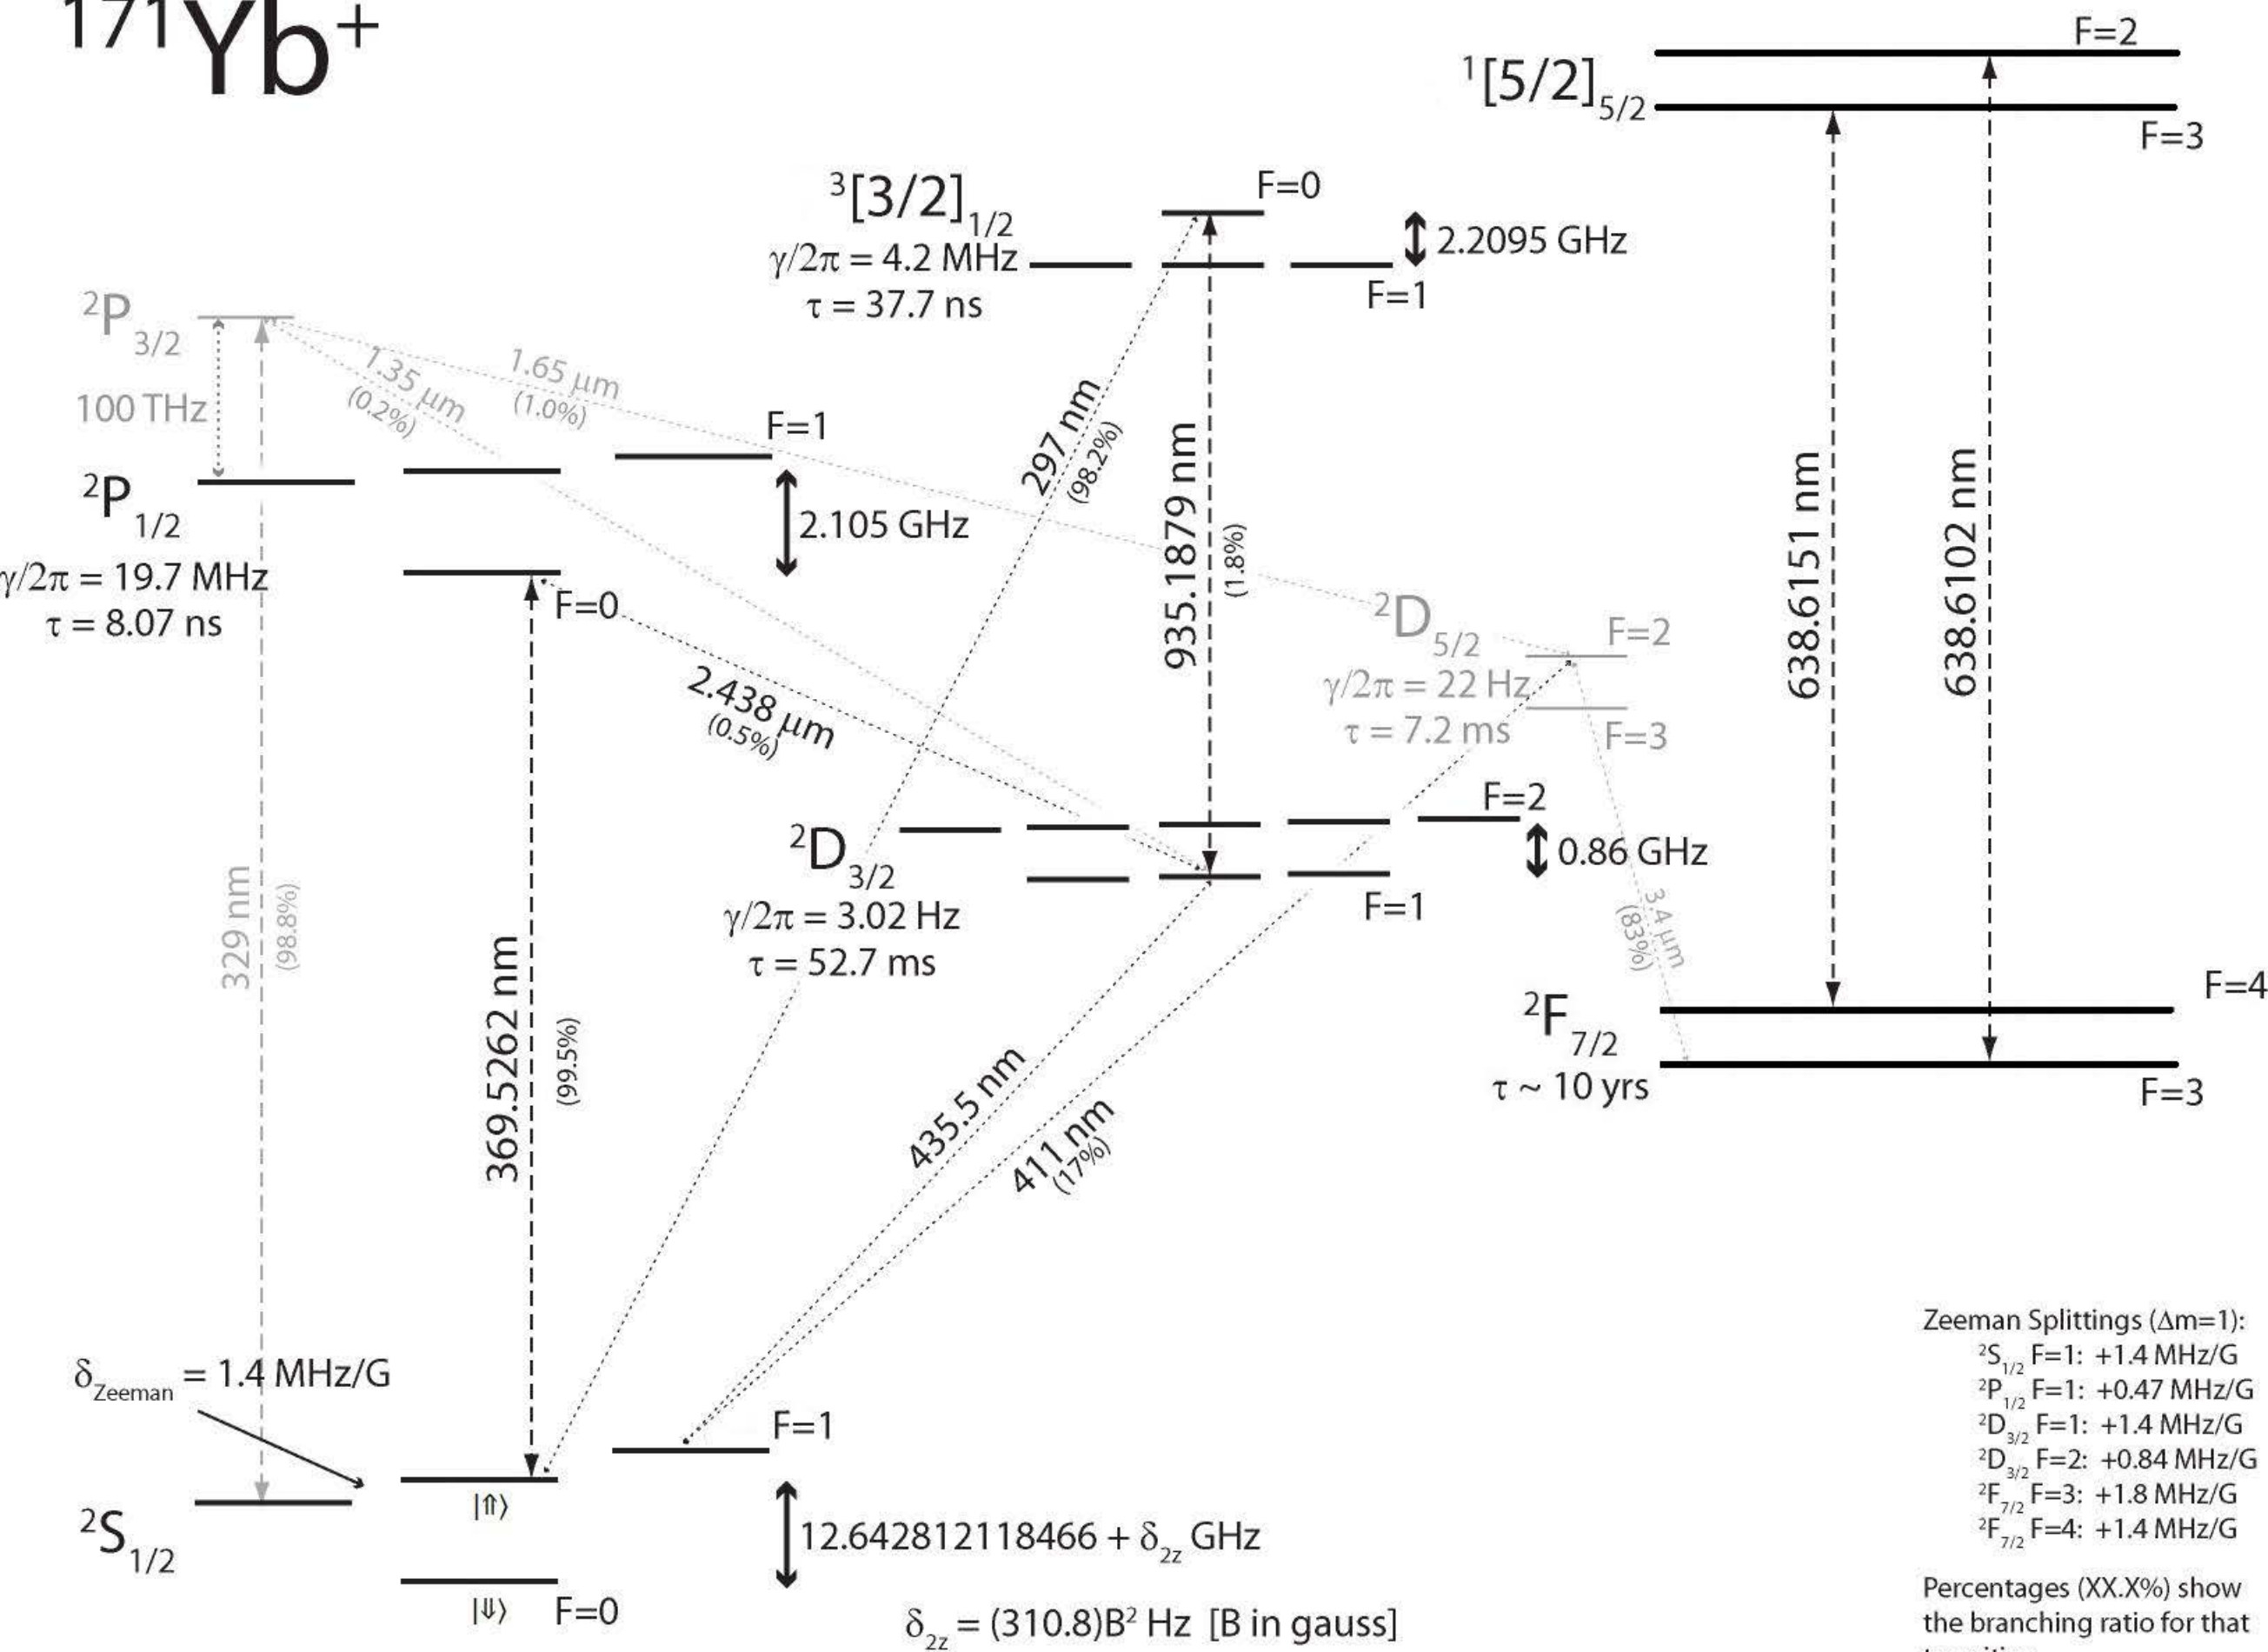 171Yb+
F=2
1[5/2]5/2
F=3
3[3/2]1/2
F=0
γ/2π = 4.2 MHz
τ = 37.7 ns
2.2095 GHz
F=1
2P3/2
100 THz
1.35 μm
(0.2%)
1.65 μm
(1.0%)
F=1
2P1/2
2.105 GHz
γ/2π = 19.7 MHz
τ = 8.07 ns
F=0
297 nm
(98.2%)
935.1879 nm
(1.8%)
638.6151 nm
638.6102 nm
2.438 μm
(0.5%)
2D5/2
F=2
γ/2π = 22 Hz
τ = 7.2 ms
F=3
F=2
2D3/2
0.86 GHz
F=1
γ/2π = 3.02 Hz
τ = 52.7 ms
3.4 μm
(83%)
329 nm
(98.8%)
369.5262 nm
(99.5%)
F=4
2F7/2
τ ~ 10 yrs
F=3
435.5 nm
411 nm
(17%)
δZeeman = 1.4 MHz/G
F=1
|⇑⟩
2S1/2
12.642812118466 + δ2z GHz
|⇓⟩
F=0
δ2z = (310.8)B2 Hz [B in gauss]
Zeeman Splittings (Δm=1):
2S1/2 F=1: +1.4 MHz/G
2P1/2 F=1: +0.47 MHz/G
2D3/2 F=1: +1.4 MHz/G
2D3/2 F=2: +0.84 MHz/G
2F7/2 F=3: +1.8 MHz/G
2F7/2 F=4: +1.4 MHz/G
Percentages (XX.X%) show
the branching ratio for that